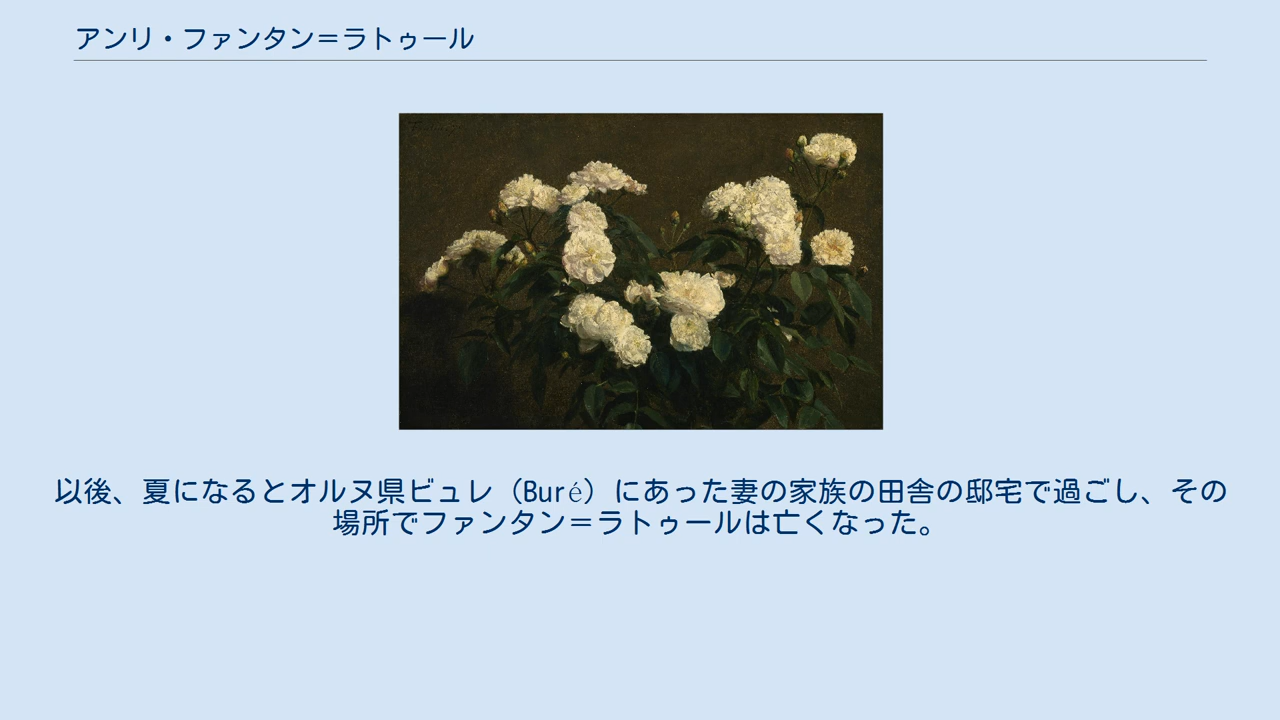 アンリ・ファンタン＝ラトゥール
以後、夏になるとオルヌ県ビュレ（Buré）にあった妻の家族の田舎の邸宅で過ごし、その
場所でファンタン＝ラトゥールは亡くなった。